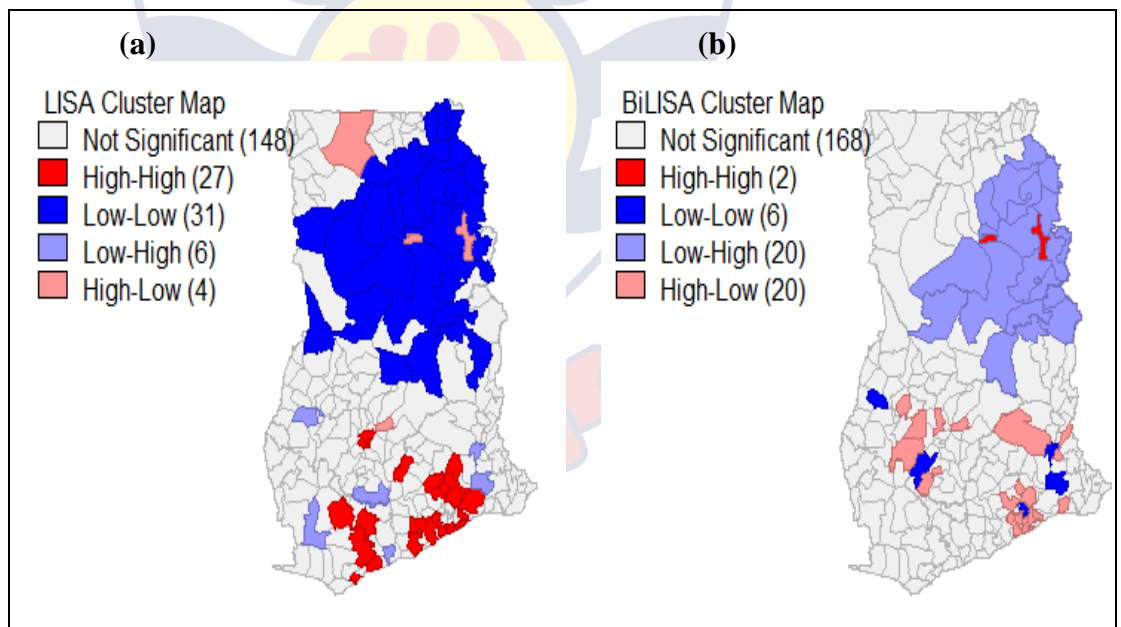 (a)
LISA Cluster Map
Not Significant (148)
High-High (27)
Low-Low (31)
Low-High (6)
High-Low (4)
(b)
BiLISA Cluster Map
Not Significant (168)
High-High (2)
Low-Low (6)
Low-High (20)
High-Low (20)